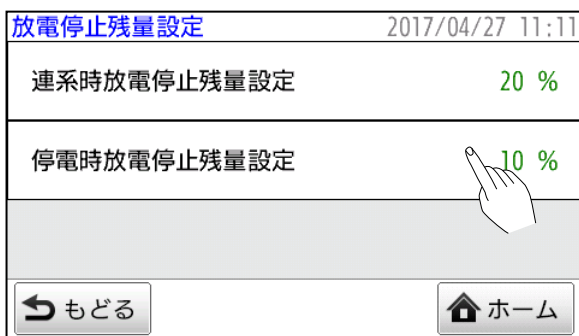 放電停止残量設定 2017/04/27 11:11
連系時放電停止残量設定 20 %
停電時放電停止残量設定 10 %
もどる ホーム